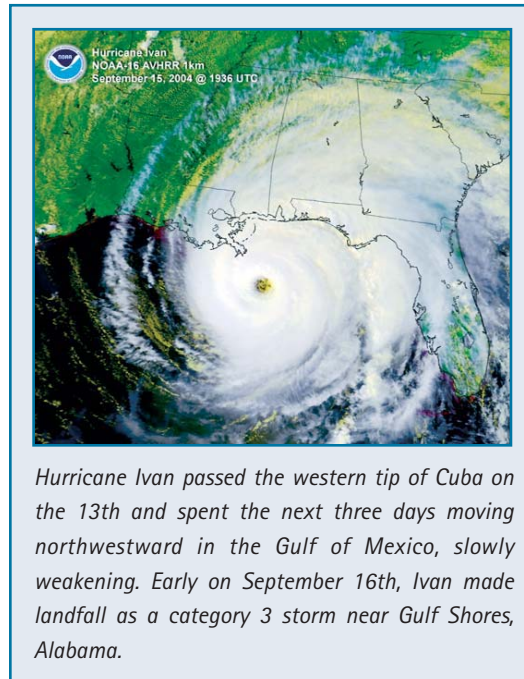 NOAA
Hurricane Ivan
NOAA-16 AVHRR 1km
September 15, 2004 @ 1936 UTC
Hurricane Ivan passed the western tip of Cuba on
the 13th and spent the next three days moving
northwestward in the Gulf of Mexico, slowly
weakening. Early on September 16th, Ivan made
landfall as a category 3 storm near Gulf Shores,
Alabama.